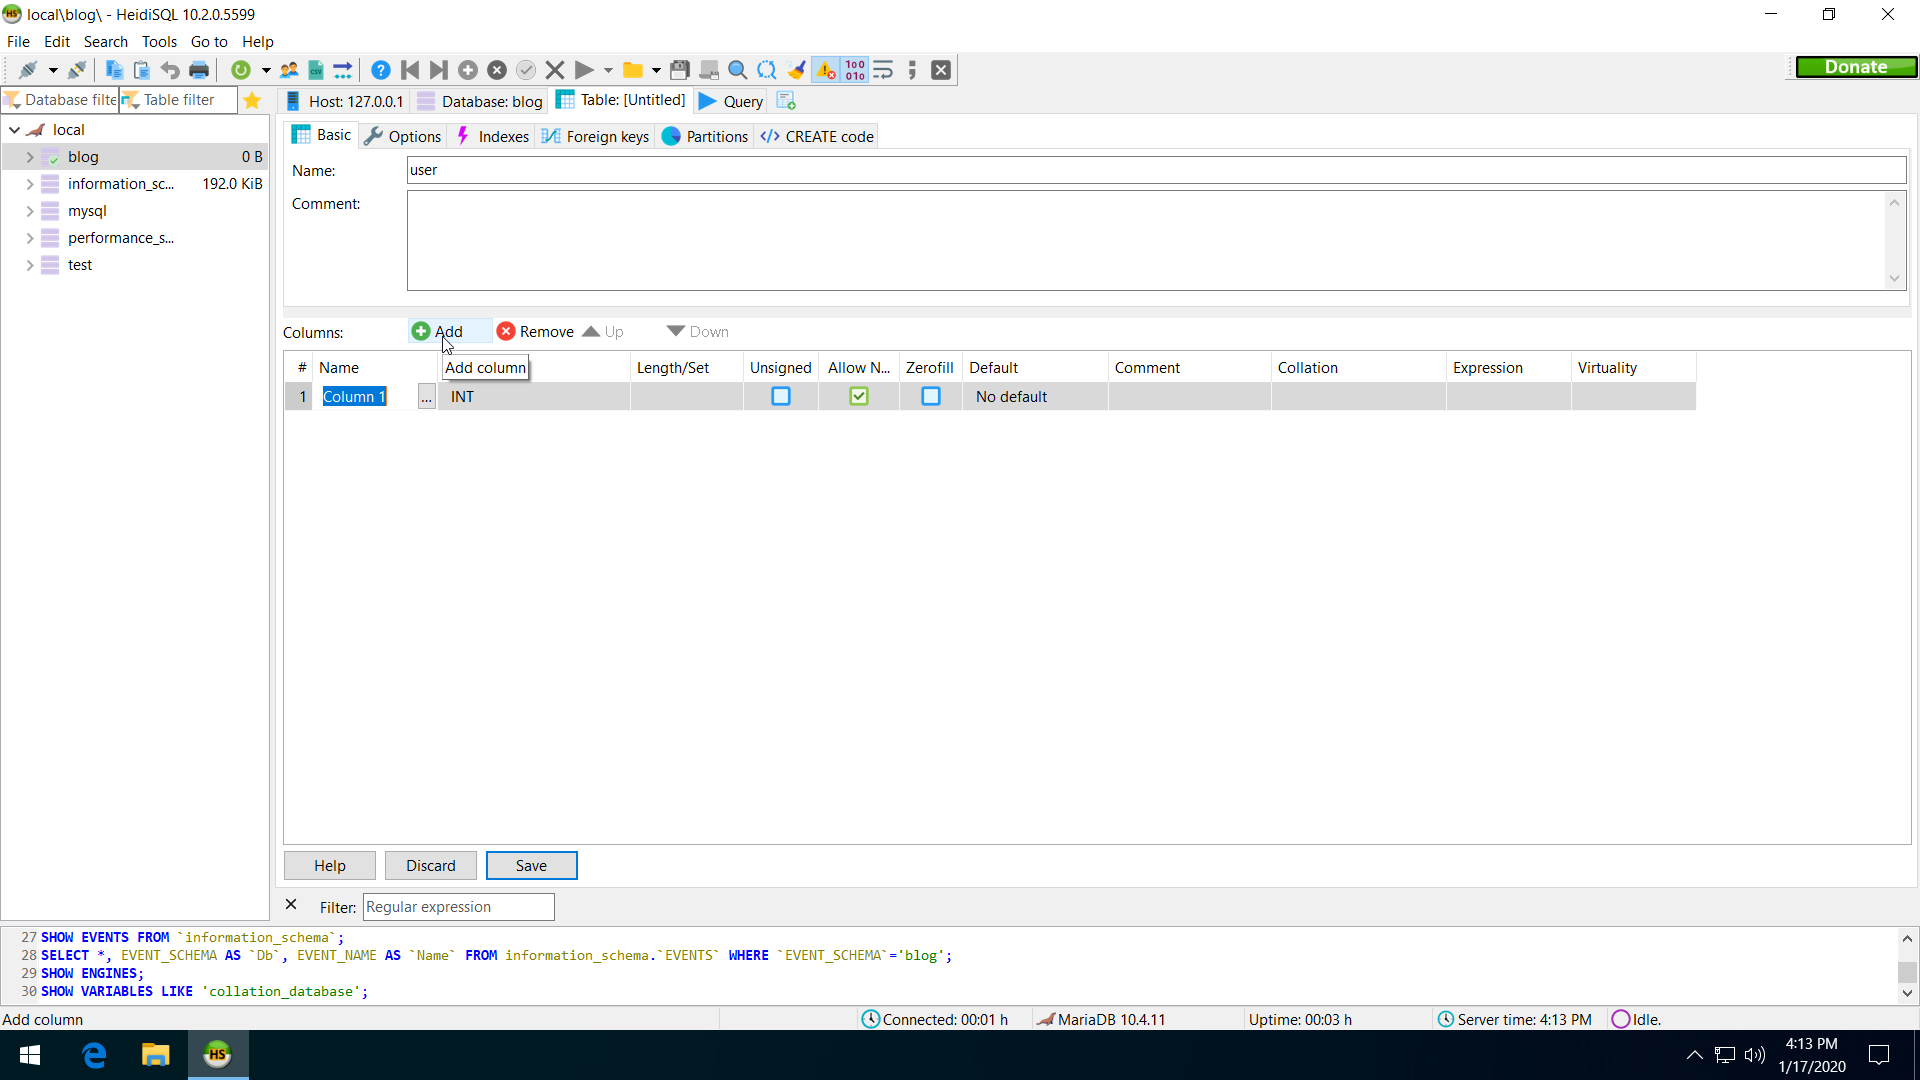 local\blog\ - HeidiSQL 10.2.0.5599
File Edit Search Tools Go to Help
Donate
Database filte Table filter
Host: 127.0.0.1 Database: blog Table: [Untitled] Query
local
blog 0 B
information_sc... 192.0 KiB
mysql
performance_s...
test
Basic Options Indexes Foreign keys Partitions CREATE code
Name: user
Comment:
Columns: Add Remove Up Down
# Name Add column Length/Set Unsigned Allow N... Zerofill Default Comment Collation Expression Virtuality
1 Column 1 ... INT No default
Help Discard Save
Filter: Regular expression
27 SHOW EVENTS FROM `information_schema`;
28 SELECT *, EVENT_SCHEMA AS `Db`, EVENT_NAME AS `Name` FROM information_schema.`EVENTS` WHERE `EVENT_SCHEMA`='blog';
29 SHOW ENGINES;
30 SHOW VARIABLES LIKE 'collation_database';
Add column Connected: 00:01 h MariaDB 10.4.11 Uptime: 00:03 h Server time: 4:13 PM Idle.
HS
4:13 PM
1/17/2020